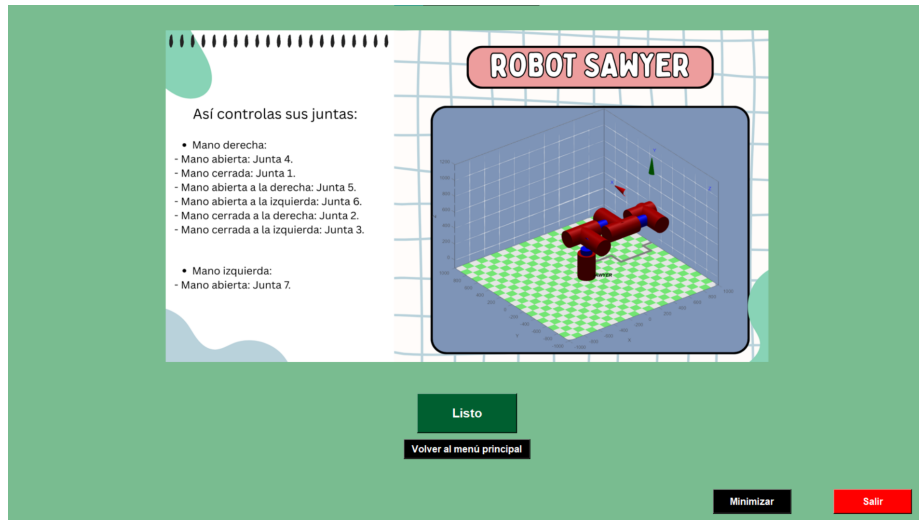 Así controlas sus juntas:
• Mano derecha:
- Mano abierta: Junta 4.
- Mano cerrada: Junta 1.
- Mano abierta a la derecha: Junta 5.
- Mano abierta a la izquierda: Junta 6.
- Mano cerrada a la derecha: Junta 2.
- Mano cerrada a la izquierda: Junta 3.
• Mano izquierda:
- Mano abierta: Junta 7.
ROBOT SAWYER
Listo
Volver al menú principal
Minimizar
Salir